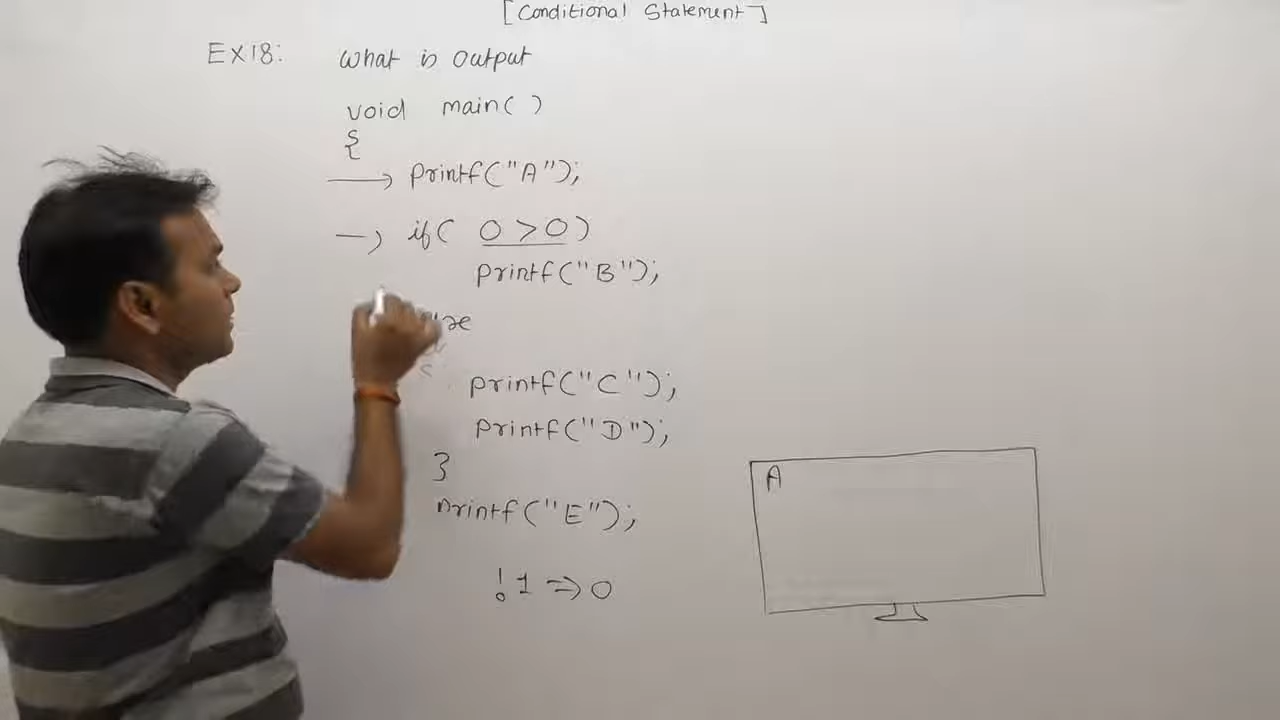 [Conditional Statement]
EX18: What is output
void main( )
{
→ printf("A");
→ if( 0 > 0 )
printf("B");
printf("C");
printf("D");
}
printf("E");
!1 => 0
A